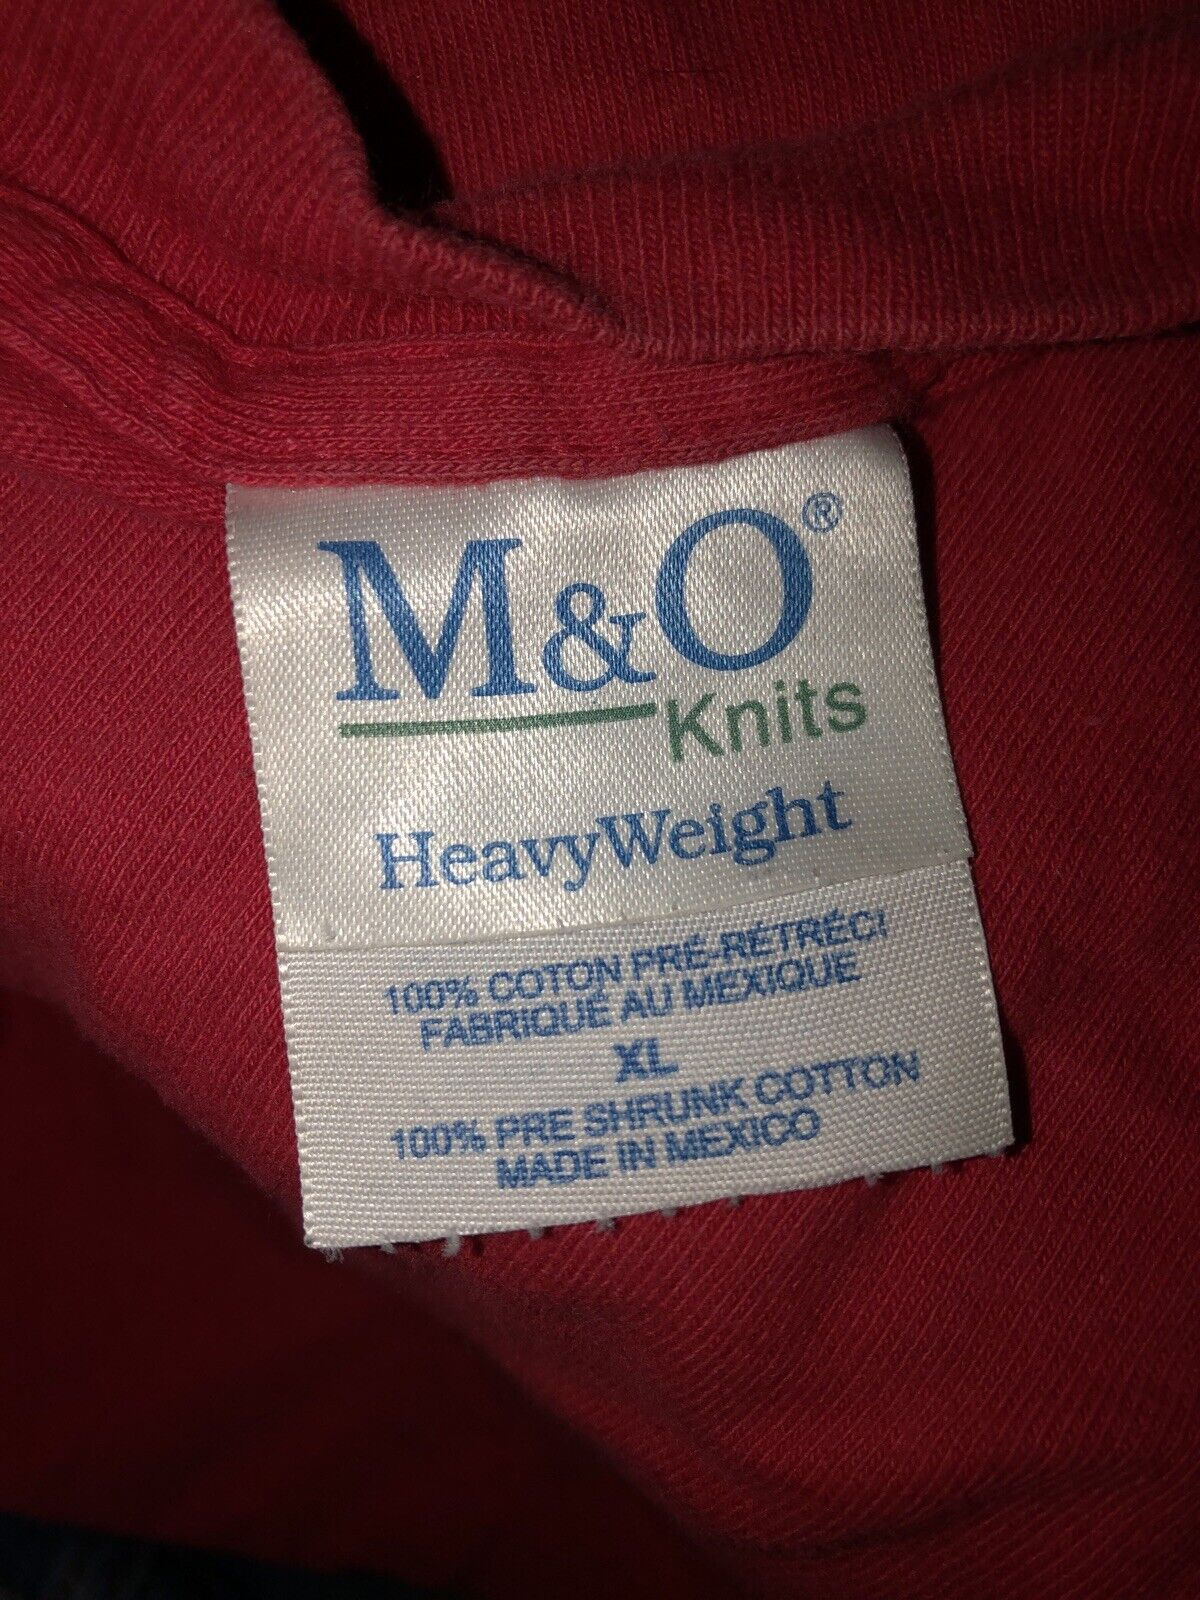 M&O®
Knits
HeavyWeight
100% COTON PRÉ-RÉTRÉCI
FABRIQUÉ AU MEXIQUE
XL
100% PRE SHRUNK COTTON
MADE IN MEXICO